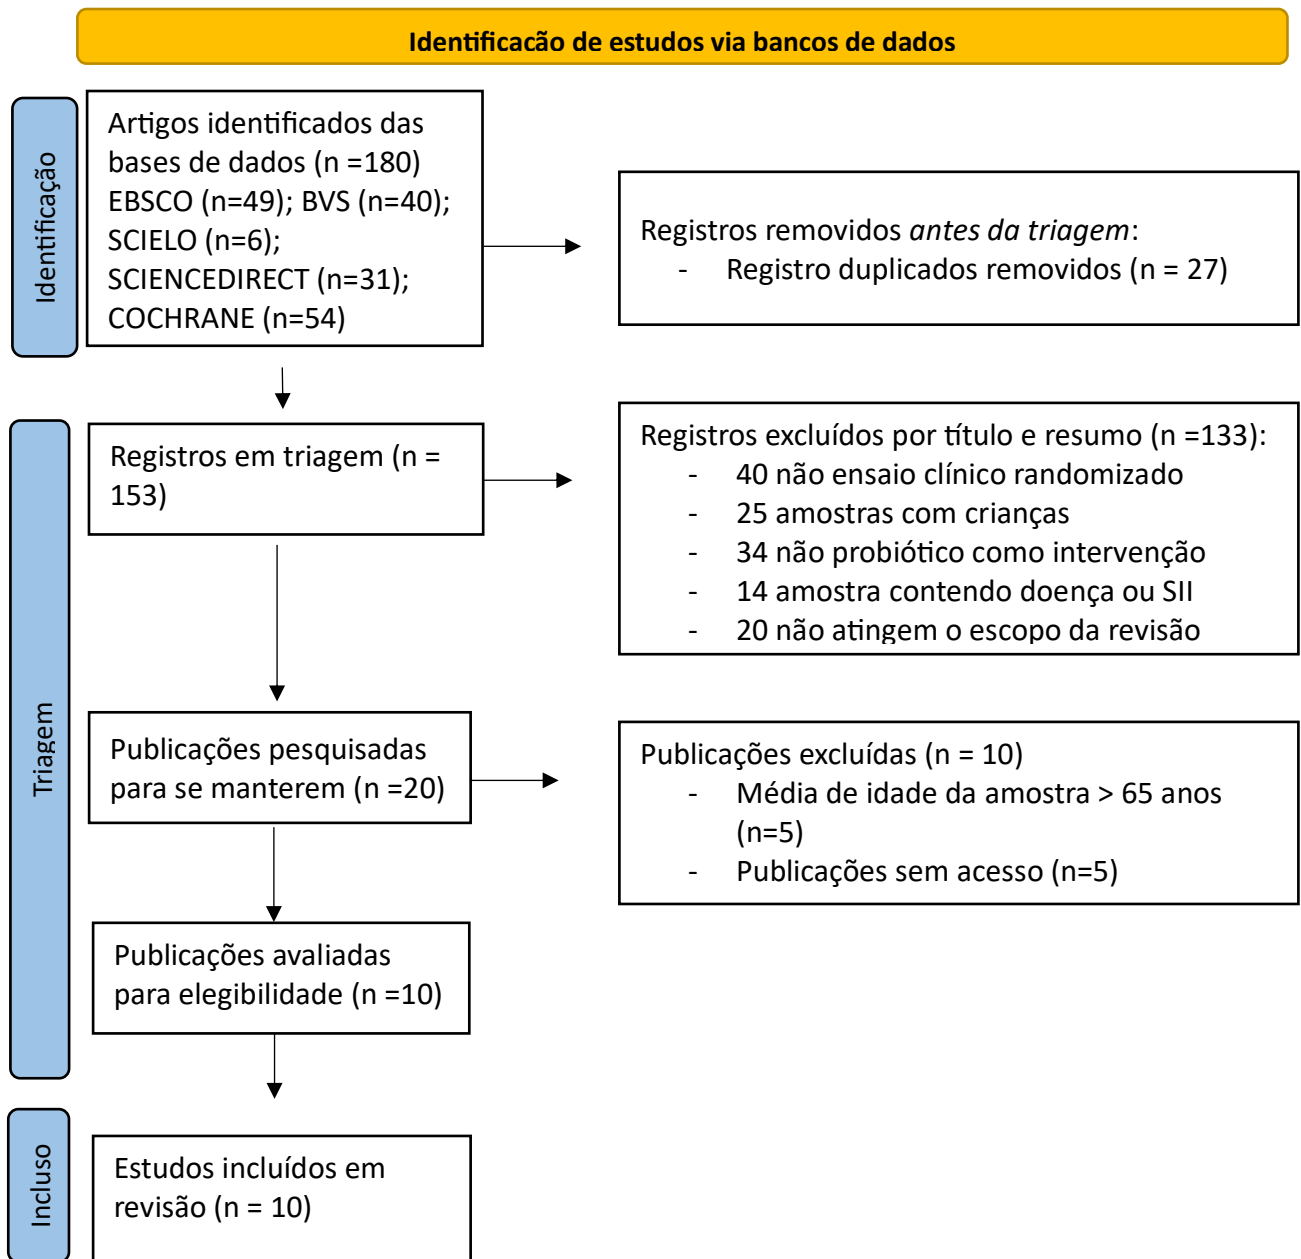 Identificacão de estudos via bancos de dados
Identificação
Artigos identificados das
bases de dados (n =180)
EBSCO (n=49); BVS (n=40);
SCIELO (n=6);
SCIENCEDIRECT (n=31);
COCHRANE (n=54)
Registros removidos antes da triagem:
- Registro duplicados removidos (n = 27)
Triagem
Registros em triagem (n =
153)
Registros excluídos por título e resumo (n =133):
- 40 não ensaio clínico randomizado
- 25 amostras com crianças
- 34 não probiótico como intervenção
- 14 amostra contendo doença ou SII
- 20 não atingem o escopo da revisão
Publicações pesquisadas
para se manterem (n =20)
Publicações excluídas (n = 10)
- Média de idade da amostra > 65 anos
(n=5)
- Publicações sem acesso (n=5)
Publicações avaliadas
para elegibilidade (n =10)
Incluso
Estudos incluídos em
revisão (n = 10)